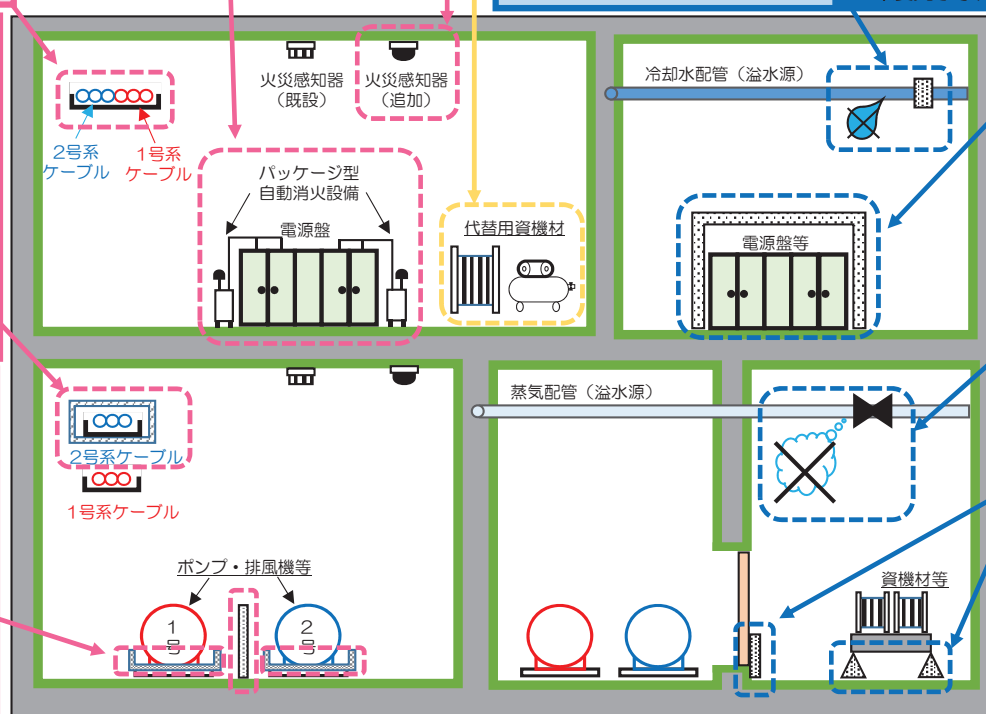 火災感知器
（既設）
火災感知器
（追加）
冷却水配管（溢水源）
2号系
ケーブル
1号系
ケーブル
パッケージ型
自動消火設備
電源盤
代替用資機材
電源盤等
蒸気配管（溢水源）
2号系ケーブル
1号系ケーブル
ポンプ・排風機等
1
号
2
号
資機材等